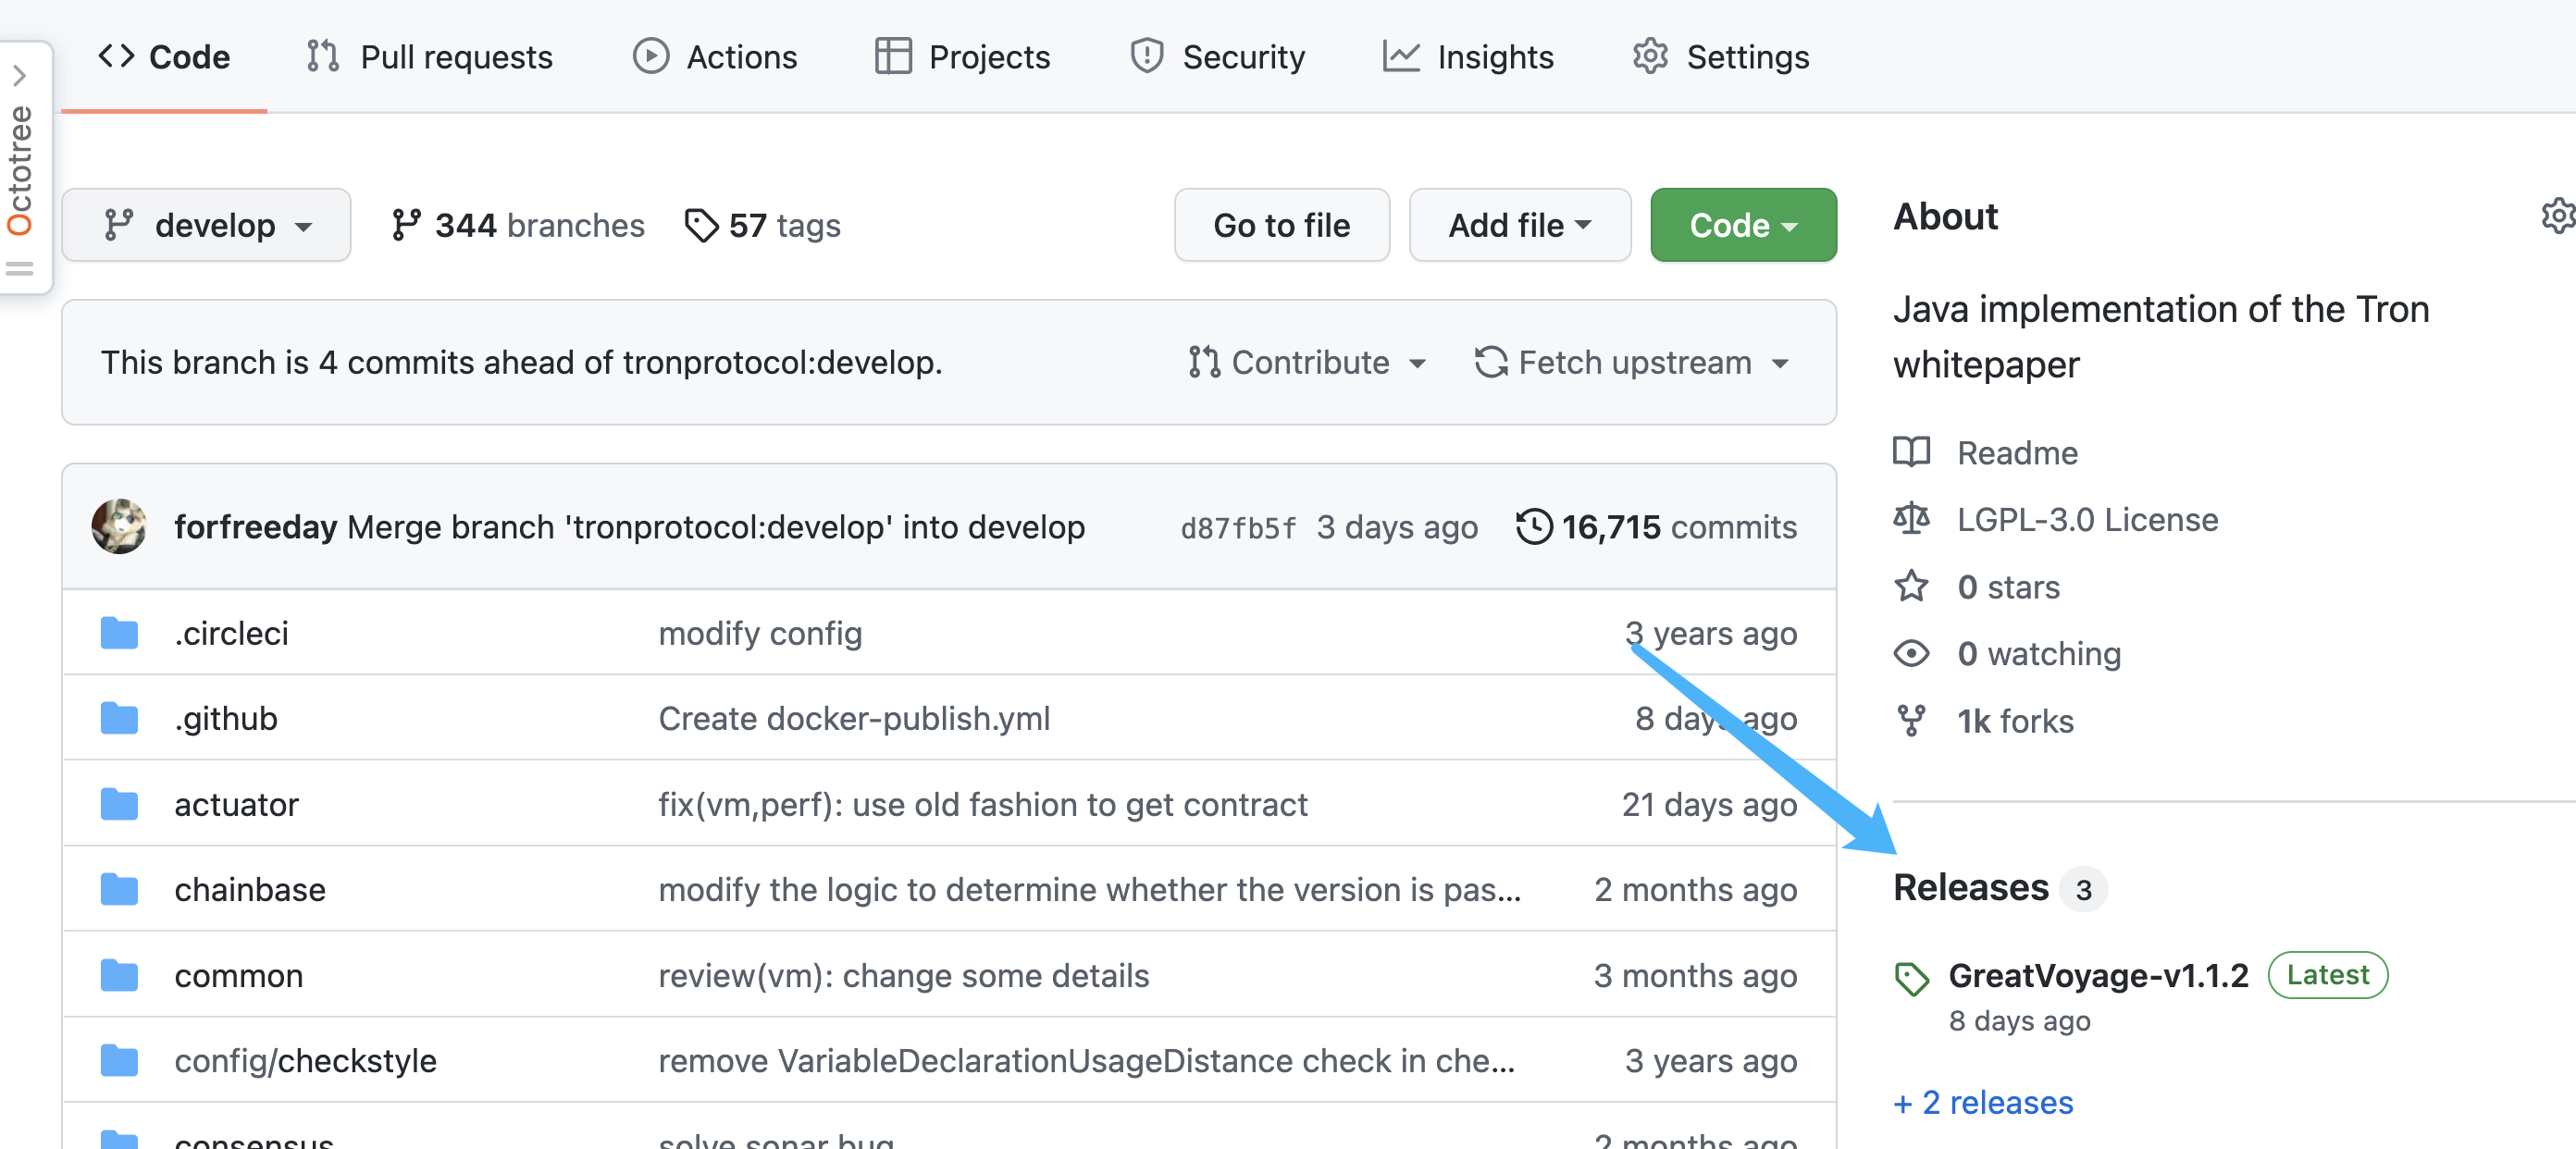 Code
Pull requests
Actions
Projects
Security
Insights
Settings
Octotree
develop
344 branches
57 tags
Go to file
Add file
Code
This branch is 4 commits ahead of tronprotocol:develop.
Contribute
Fetch upstream
forfreeday Merge branch 'tronprotocol:develop' into develop
d87fb5f 3 days ago
16,715 commits
.circleci
modify config
3 years ago
.github
Create docker-publish.yml
8 days ago
actuator
fix(vm,perf): use old fashion to get contract
21 days ago
chainbase
modify the logic to determine whether the version is pas...
2 months ago
common
review(vm): change some details
3 months ago
config/checkstyle
remove VariableDeclarationUsageDistance check in che...
3 years ago
consensus
solve sonar bug
2 months ago
About
Java implementation of the Tron
whitepaper
Readme
LGPL-3.0 License
0 stars
0 watching
1k forks
Releases 3
GreatVoyage-v1.1.2 Latest
8 days ago
+ 2 releases